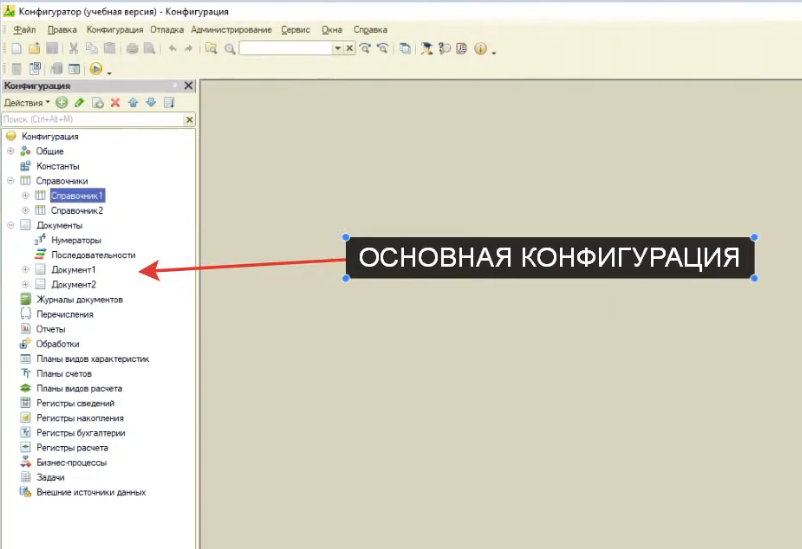 Конфигуратор (учебная версия) - Конфигурация
Файл Правка Конфигурация Отладка Администрирование Сервис Окна Справка
Конфигурация
Действия
Поиск (Ctrl+Alt+M)
Конфигурация
Общие
Константы
Справочники
Справочник1
Справочник2
Документы
Нумераторы
Последовательности
Документ1
Документ2
Журналы документов
Перечисления
Отчеты
Обработки
Планы видов характеристик
Планы счетов
Планы видов расчета
Регистры сведений
Регистры накопления
Регистры бухгалтерии
Регистры расчета
Бизнес-процессы
Задачи
Внешние источники данных
ОСНОВНАЯ КОНФИГУРАЦИЯ